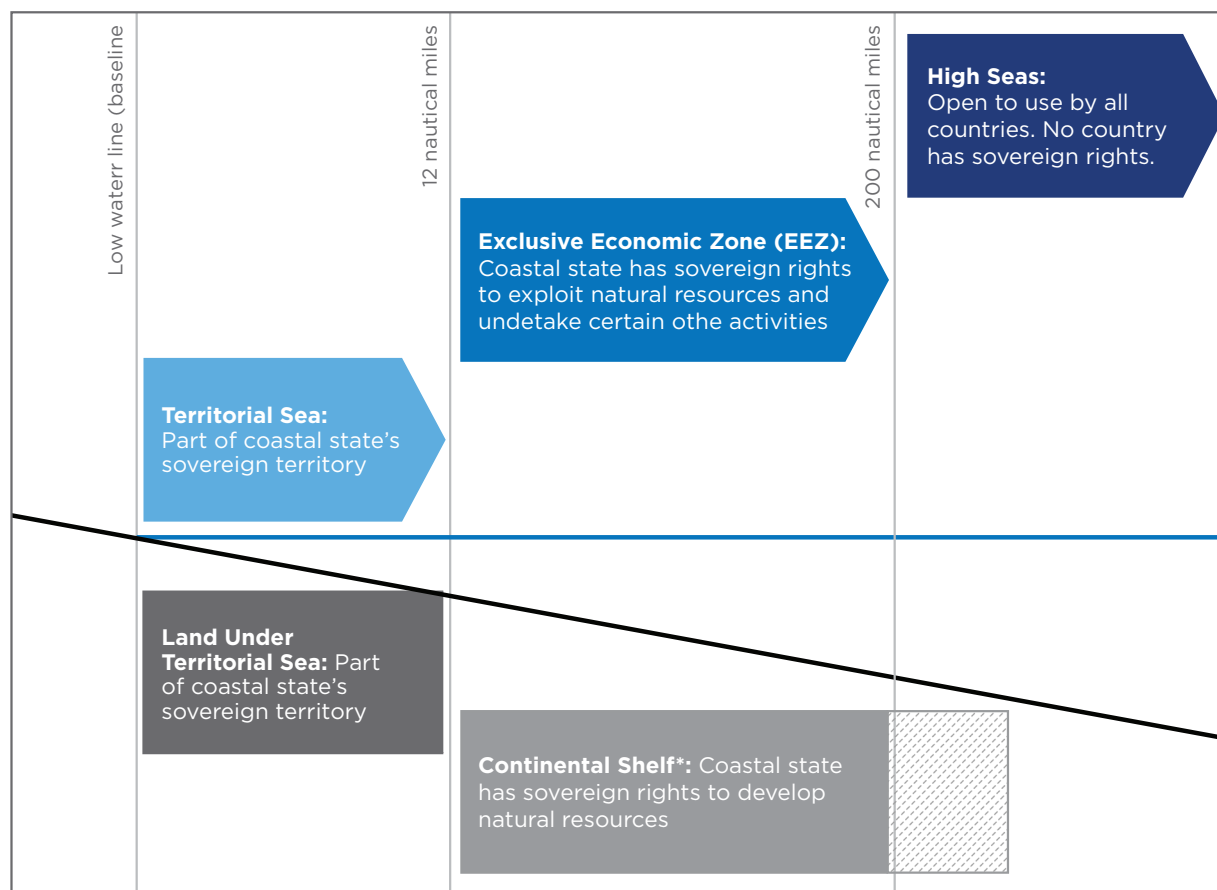 Low waterr line (baseline
12 nautical miles
200 nautical miles
High Seas:
Open to use by all
countries. No country
has sovereign rights.
Exclusive Economic Zone (EEZ):
Coastal state has sovereign rights
to exploit natural resources and
undetake certain othe activities
Territorial Sea:
Part of coastal state's
sovereign territory
Land Under
Territorial Sea: Part
of coastal state's
sovereign territory
Continental Shelf*: Coastal state
has sovereign rights to develop
natural resources